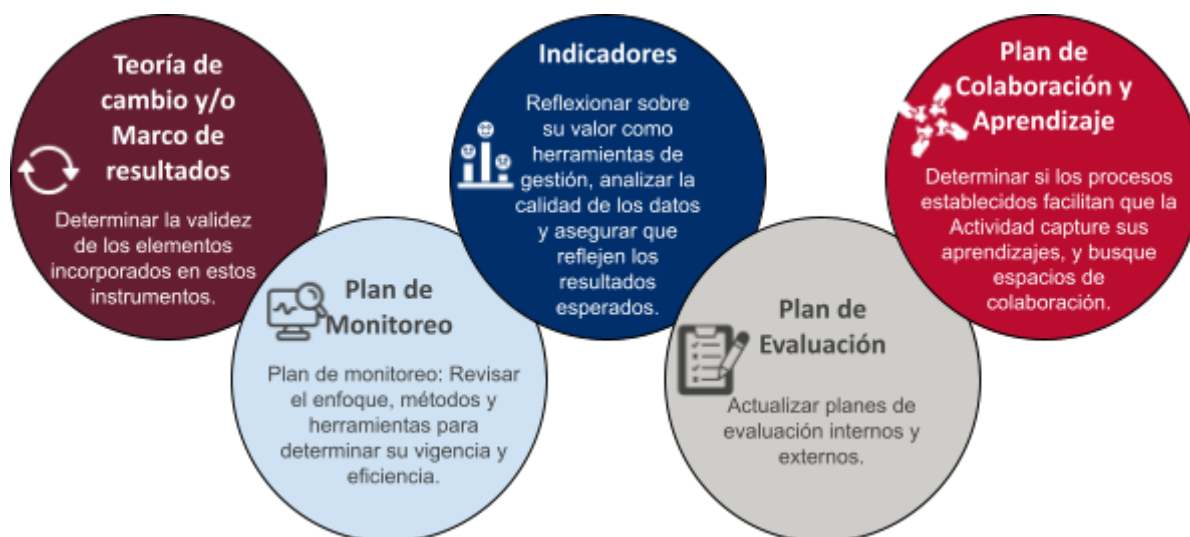 Teoría de
cambio y/o
Marco de
resultados
Determinar la validez
de los elementos
incorporados en estos
instrumentos.
Plan de
Monitoreo
Plan de monitoreo: Revisar
el enfoque, métodos y
herramientas para
determinar su vigencia y
eficiencia.
Indicadores
Reflexionar sobre
su valor como
herramientas de
gestión, analizar la
calidad de los datos
y asegurar que
reflejen los
resultados
esperados.
Plan de
Evaluación
Actualizar planes de
evaluación internos y
externos.
Plan de
Colaboración y
Aprendizaje
Determinar si los procesos
establecidos facilitan que la
Actividad capture sus
aprendizajes, y busque
espacios de
colaboración.